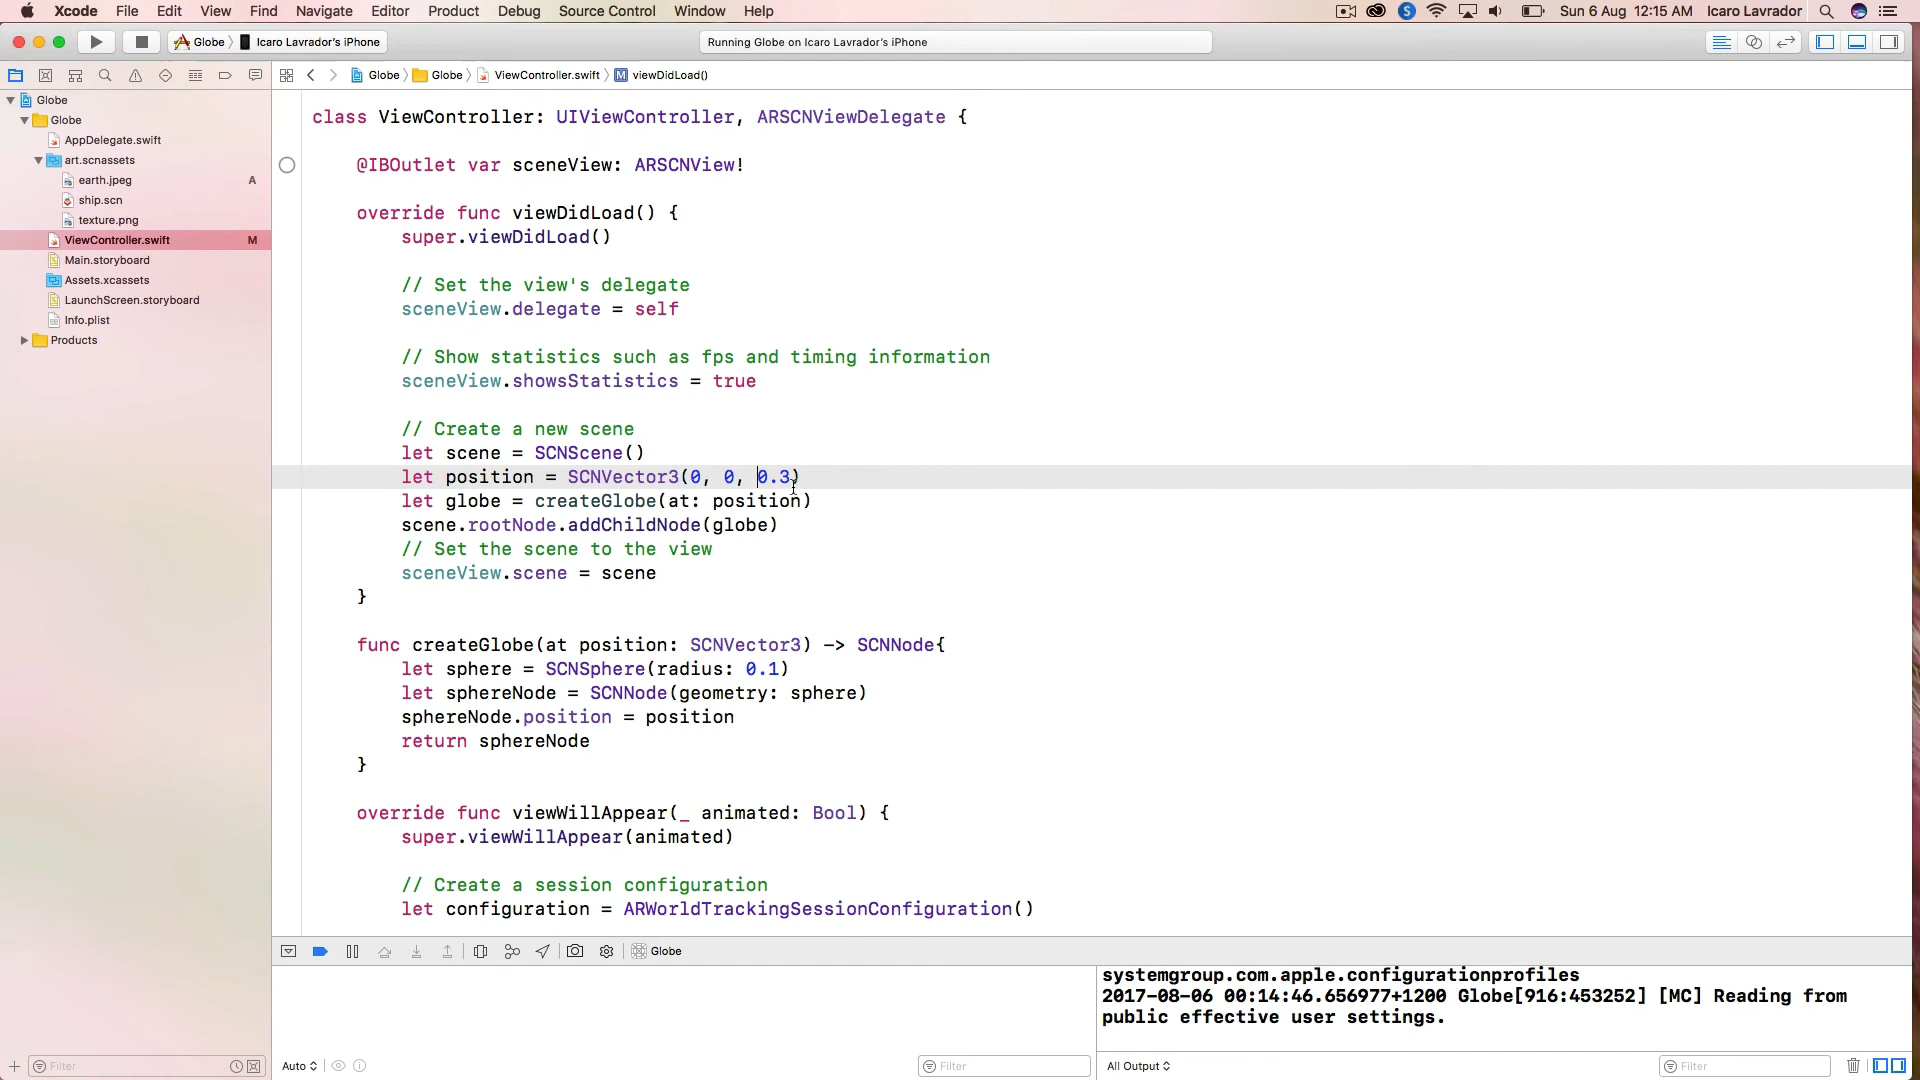 Xcode File Edit View Find Navigate Editor Product Debug Source Control Window Help Sun 6 Aug 12:15 AM Icaro Lavrador
Globe Icaro Lavrador's iPhone Running Globe on Icaro Lavrador's iPhone
Globe Globe ViewController.swift M viewDidLoad()
Globe
Globe
AppDelegate.swift
art.scnassets
earth.jpeg A
ship.scn
texture.png
ViewController.swift M
Main.storyboard
Assets.xcassets
LaunchScreen.storyboard
Info.plist
Products
class ViewController: UIViewController, ARSCNViewDelegate {
@IBOutlet var sceneView: ARSCNView!
override func viewDidLoad() {
super.viewDidLoad()
// Set the view's delegate
sceneView.delegate = self
// Show statistics such as fps and timing information
sceneView.showsStatistics = true
// Create a new scene
let scene = SCNScene()
let position = SCNVector3(0, 0, 0.3)
let globe = createGlobe(at: position)
scene.rootNode.addChildNode(globe)
// Set the scene to the view
sceneView.scene = scene
}
func createGlobe(at position: SCNVector3) -> SCNNode{
let sphere = SCNSphere(radius: 0.1)
let sphereNode = SCNNode(geometry: sphere)
sphereNode.position = position
return sphereNode
}
override func viewWillAppear(_ animated: Bool) {
super.viewWillAppear(animated)
// Create a session configuration
let configuration = ARWorldTrackingSessionConfiguration()
Globe
systemgroup.com.apple.configurationprofiles
2017-08-06 00:14:46.656977+1200 Globe[916:453252] [MC] Reading from
public effective user settings.
Filter Auto Filter All Output Filter